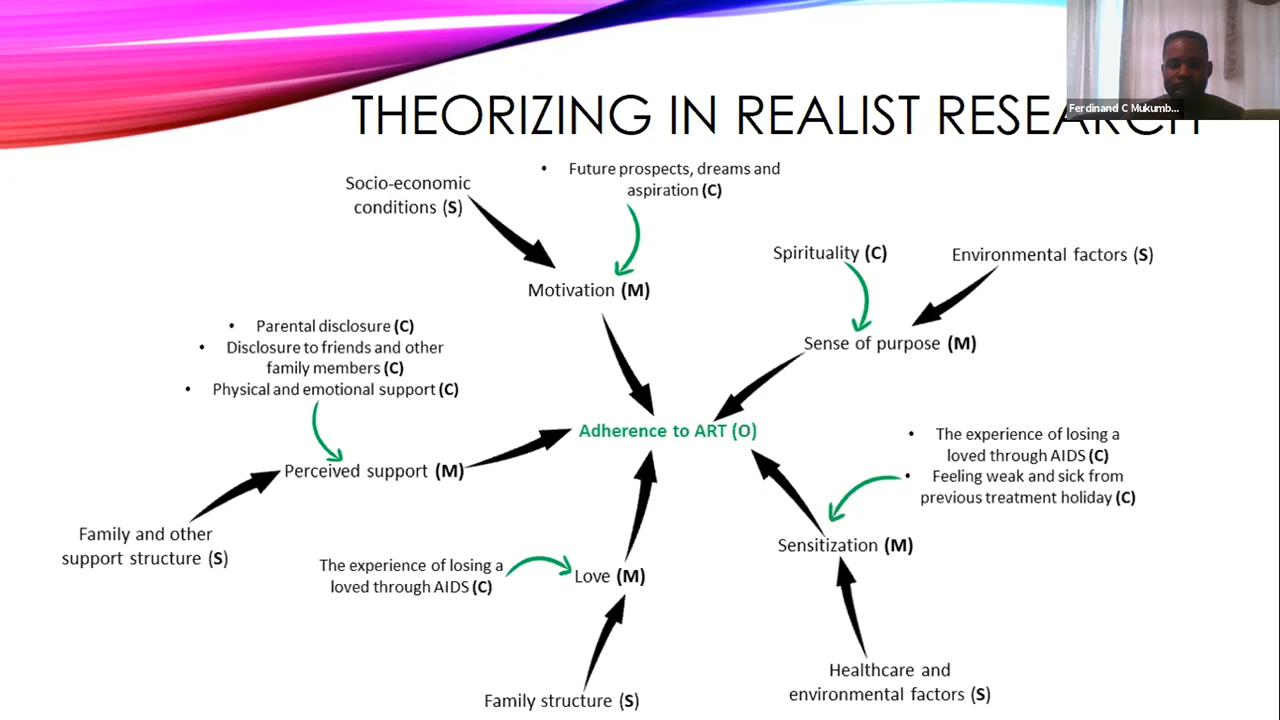 THEORIZING IN REALIST RESEARCH
Ferdinand C Mukumb...
Socio-economic
conditions (S)
• Future prospects, dreams and
aspiration (C)
Motivation (M)
Spirituality (C)
Environmental factors (S)
Sense of purpose (M)
• Parental disclosure (C)
• Disclosure to friends and other
family members (C)
• Physical and emotional support (C)
Perceived support (M)
Family and other
support structure (S)
Adherence to ART (O)
• The experience of losing a
loved through AIDS (C)
• Feeling weak and sick from
previous treatment holiday (C)
Sensitization (M)
The experience of losing a
loved through AIDS (C)
Love (M)
Family structure (S)
Healthcare and
environmental factors (S)